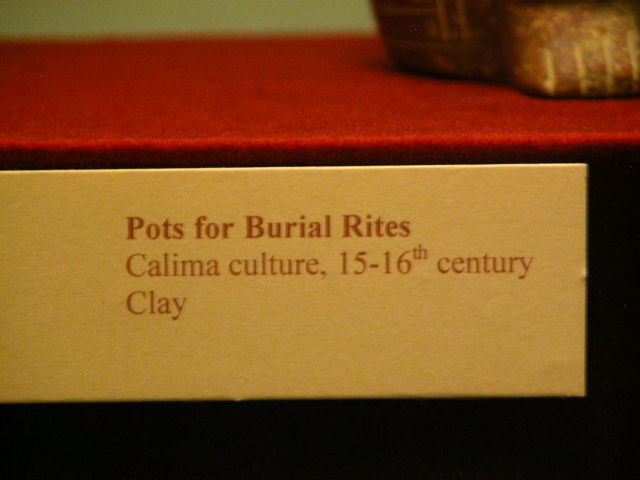 Pots for Burial Rites
Calima culture, 15-16th century
Clay